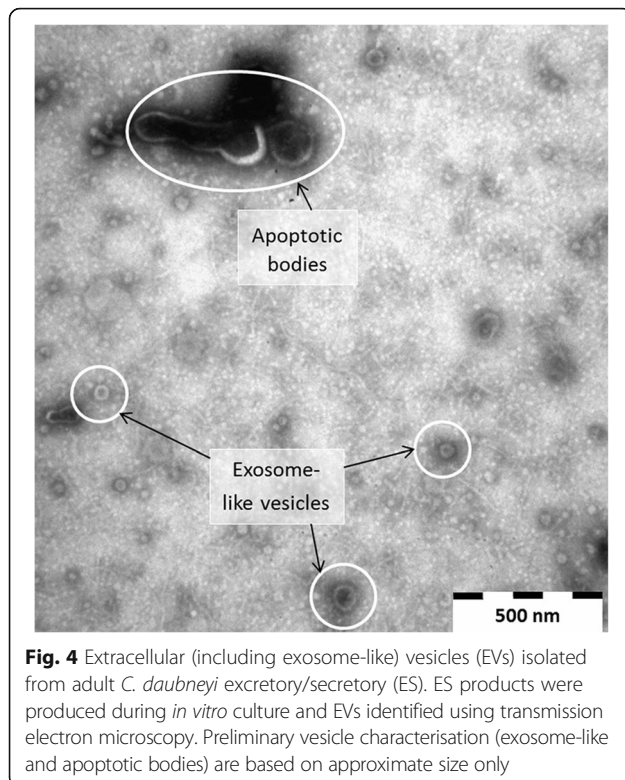 Apoptotic
bodies
Exosome-
like vesicles
500 nm
Fig. 4 Extracellular (including exosome-like) vesicles (EVs) isolated
from adult C. daubneyi excretory/secretory (ES). ES products were
produced during in vitro culture and EVs identified using transmission
electron microscopy. Preliminary vesicle characterisation (exosome-like
and apoptotic bodies) are based on approximate size only